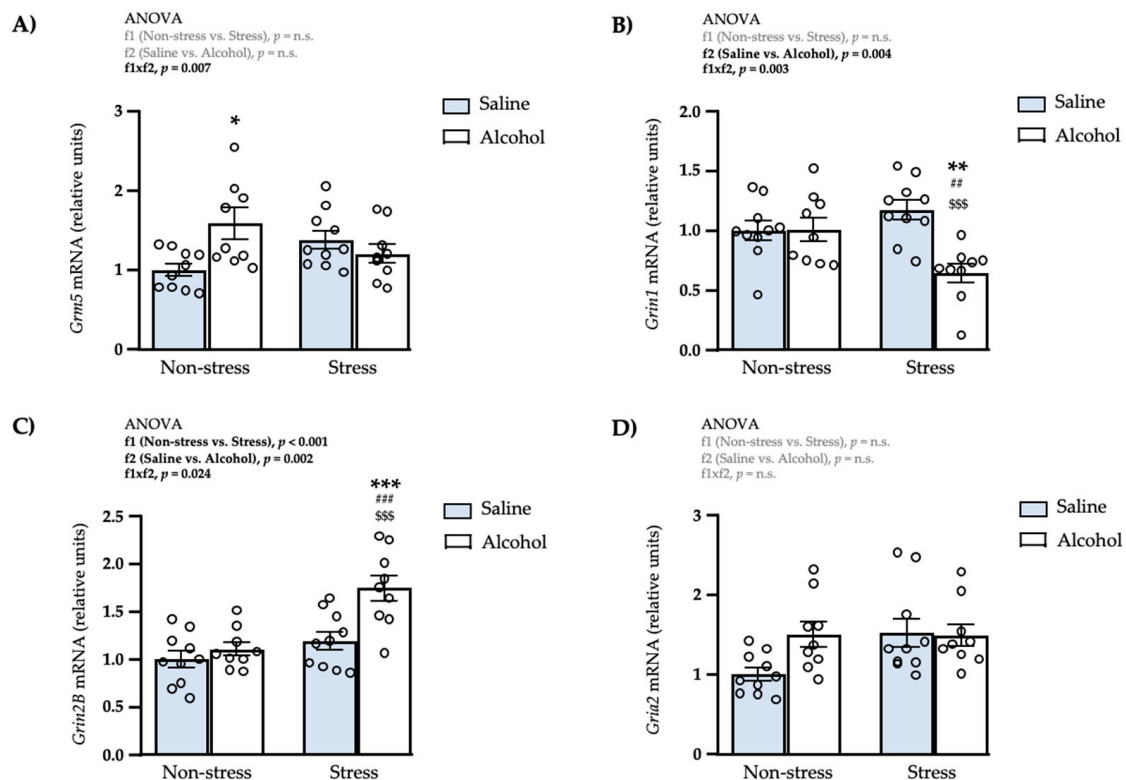 A)
ANOVA
f1 (Non-stress vs. Stress), p = n.s.
f2 (Saline vs. Alcohol), p = n.s.
f1xf2, p = 0.007
Saline
Alcohol
Grm5 mRNA (relative units)
3
2
1
0
*
Non-stress
Stress
B)
ANOVA
f1 (Non-stress vs. Stress), p = n.s.
f2 (Saline vs. Alcohol), p = 0.004
f1xf2, p = 0.003
Saline
Alcohol
Grin1 mRNA (relative units)
2.0
1.5
1.0
0.5
0.0
**
##
$$$
Non-stress
Stress
C)
ANOVA
f1 (Non-stress vs. Stress), p < 0.001
f2 (Saline vs. Alcohol), p = 0.002
f1xf2, p = 0.024
Saline
Alcohol
Grin2B mRNA (relative units)
2.5
2.0
1.5
1.0
0.5
0.0
***
###
$$$
Non-stress
Stress
D)
ANOVA
f1 (Non-stress vs. Stress), p = n.s.
f2 (Saline vs. Alcohol), p = n.s.
f1xf2, p = n.s.
Saline
Alcohol
Gria2 mRNA (relative units)
3
2
1
0
Non-stress
Stress